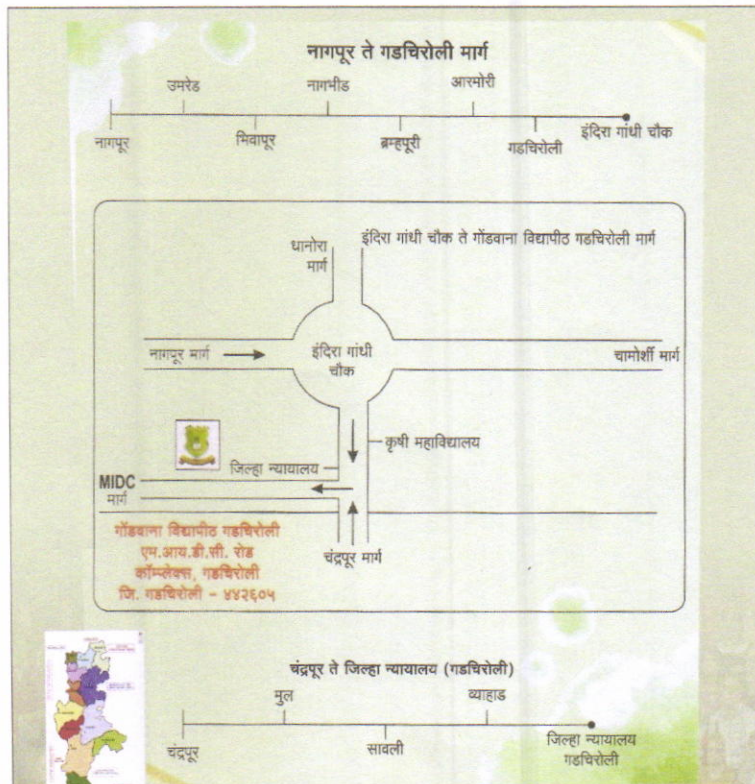 नागपूर ते गडचिरोली मार्ग
उमरेड
नागभीड
आरमोरी
नागपूर
भिवापूर
ब्रम्हपूरी
गडचिरोली
इंदिरा गांधी चौक
धानोरा
मार्ग
इंदिरा गांधी चौक ते गोंडवाना विद्यापीठ गडचिरोली मार्ग
नागपूर मार्ग
इंदिरा गांधी
चौक
चामोर्शी मार्ग
कृषी महाविद्यालय
जिल्हा न्यायालय
MIDC
मार्ग
गोंडवाना विद्यापीठ गडचिरोली
एम.आय.डी.सी. रोड
कॉम्प्लेक्स, गडचिरोली
जि. गडचिरोली - ४४२६०५
चंद्रपूर मार्ग
चंद्रपूर ते जिल्हा न्यायालय (गडचिरोली)
मुल
व्याहाड
चंद्रपूर
सावली
जिल्हा न्यायालय
गडचिरोली